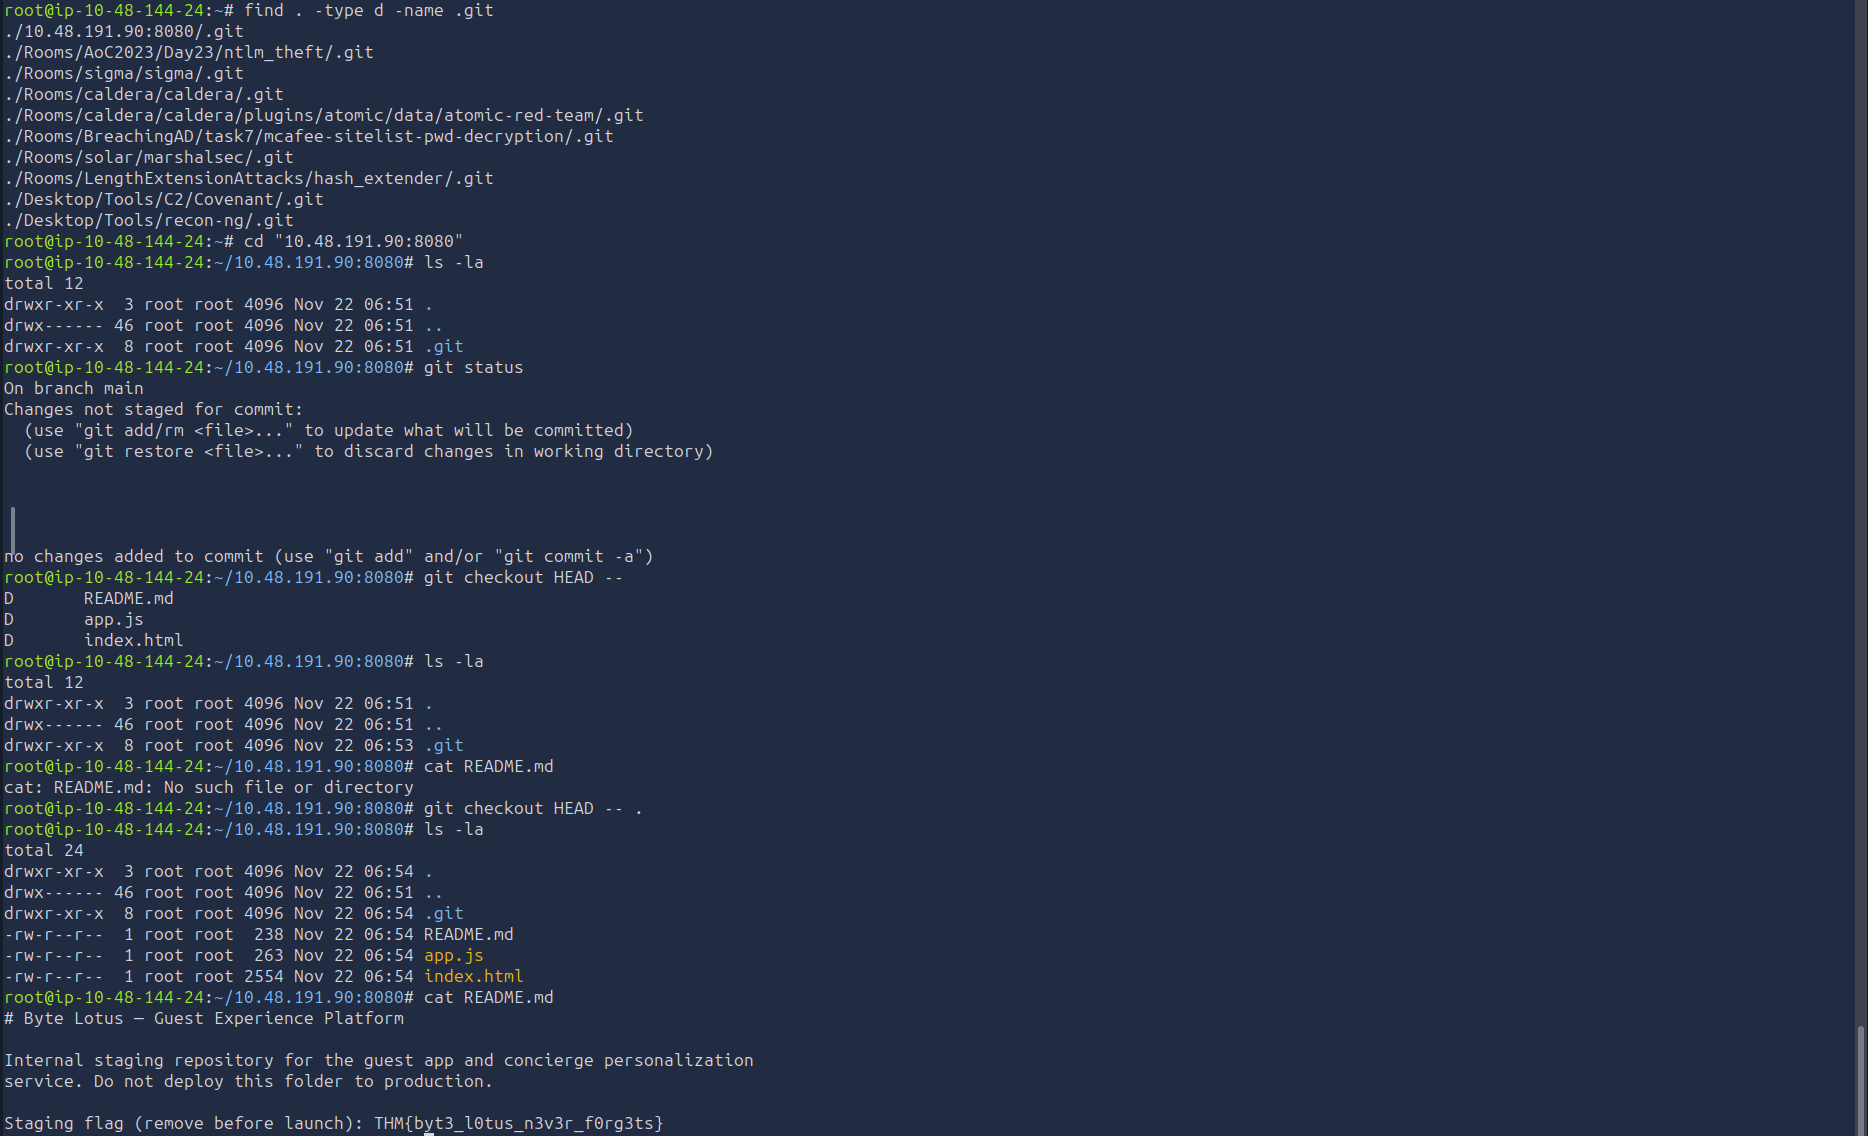 root@ip-10-48-144-24:~# find . -type d -name .git
./10.48.191.90:8080/.git
./Rooms/AoC2023/Day23/ntlm_theft/.git
./Rooms/sigma/sigma/.git
./Rooms/caldera/caldera/.git
./Rooms/caldera/caldera/plugins/atomic/data/atomic-red-team/.git
./Rooms/BreachingAD/task7/mcafee-sitelist-pwd-decryption/.git
./Rooms/solar/marshalsec/.git
./Rooms/LengthExtensionAttacks/hash_extender/.git
./Desktop/Tools/C2/Covenant/.git
./Desktop/Tools/recon-ng/.git
root@ip-10-48-144-24:~# cd "10.48.191.90:8080"
root@ip-10-48-144-24:~/10.48.191.90:8080# ls -la
total 12
drwxr-xr-x  3 root root 4096 Nov 22 06:51 .
drwx------ 46 root root 4096 Nov 22 06:51 ..
drwxr-xr-x  8 root root 4096 Nov 22 06:51 .git
root@ip-10-48-144-24:~/10.48.191.90:8080# git status
On branch main
Changes not staged for commit:
  (use "git add/rm <file>..." to update what will be committed)
  (use "git restore <file>..." to discard changes in working directory)
no changes added to commit (use "git add" and/or "git commit -a")
root@ip-10-48-144-24:~/10.48.191.90:8080# git checkout HEAD --
D       README.md
D       app.js
D       index.html
root@ip-10-48-144-24:~/10.48.191.90:8080# ls -la
total 12
drwxr-xr-x  3 root root 4096 Nov 22 06:51 .
drwx------ 46 root root 4096 Nov 22 06:51 ..
drwxr-xr-x  8 root root 4096 Nov 22 06:53 .git
root@ip-10-48-144-24:~/10.48.191.90:8080# cat README.md
cat: README.md: No such file or directory
root@ip-10-48-144-24:~/10.48.191.90:8080# git checkout HEAD -- .
root@ip-10-48-144-24:~/10.48.191.90:8080# ls -la
total 24
drwxr-xr-x  3 root root 4096 Nov 22 06:54 .
drwx------ 46 root root 4096 Nov 22 06:51 ..
drwxr-xr-x  8 root root 4096 Nov 22 06:54 .git
-rw-r--r--  1 root root  238 Nov 22 06:54 README.md
-rw-r--r--  1 root root  263 Nov 22 06:54 app.js
-rw-r--r--  1 root root 2554 Nov 22 06:54 index.html
root@ip-10-48-144-24:~/10.48.191.90:8080# cat README.md
# Byte Lotus — Guest Experience Platform
Internal staging repository for the guest app and concierge personalization
service. Do not deploy this folder to production.
Staging flag (remove before launch): THM{byt3_l0tus_n3v3r_f0rg3ts}